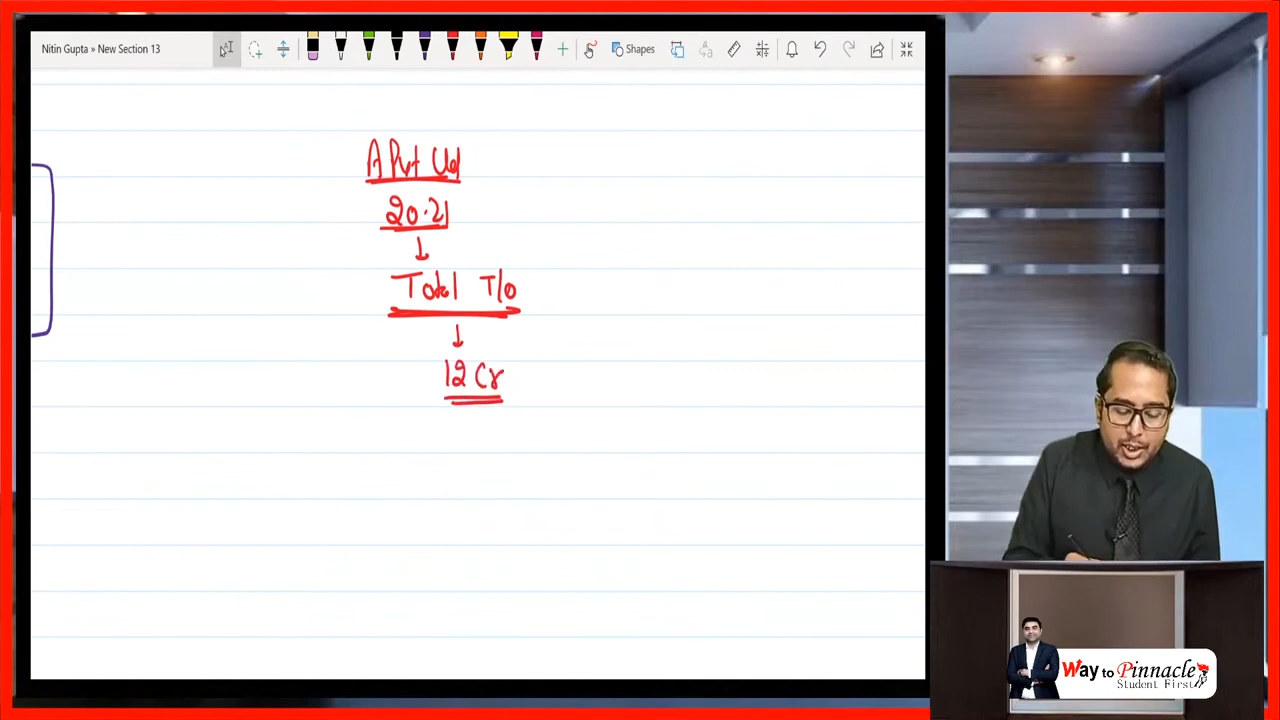 Nitin Gupta » New Section 13
Shapes
A Pvt Ltd
20-21
Total T/O
12 Cr
Way to Pinnacle
Student First